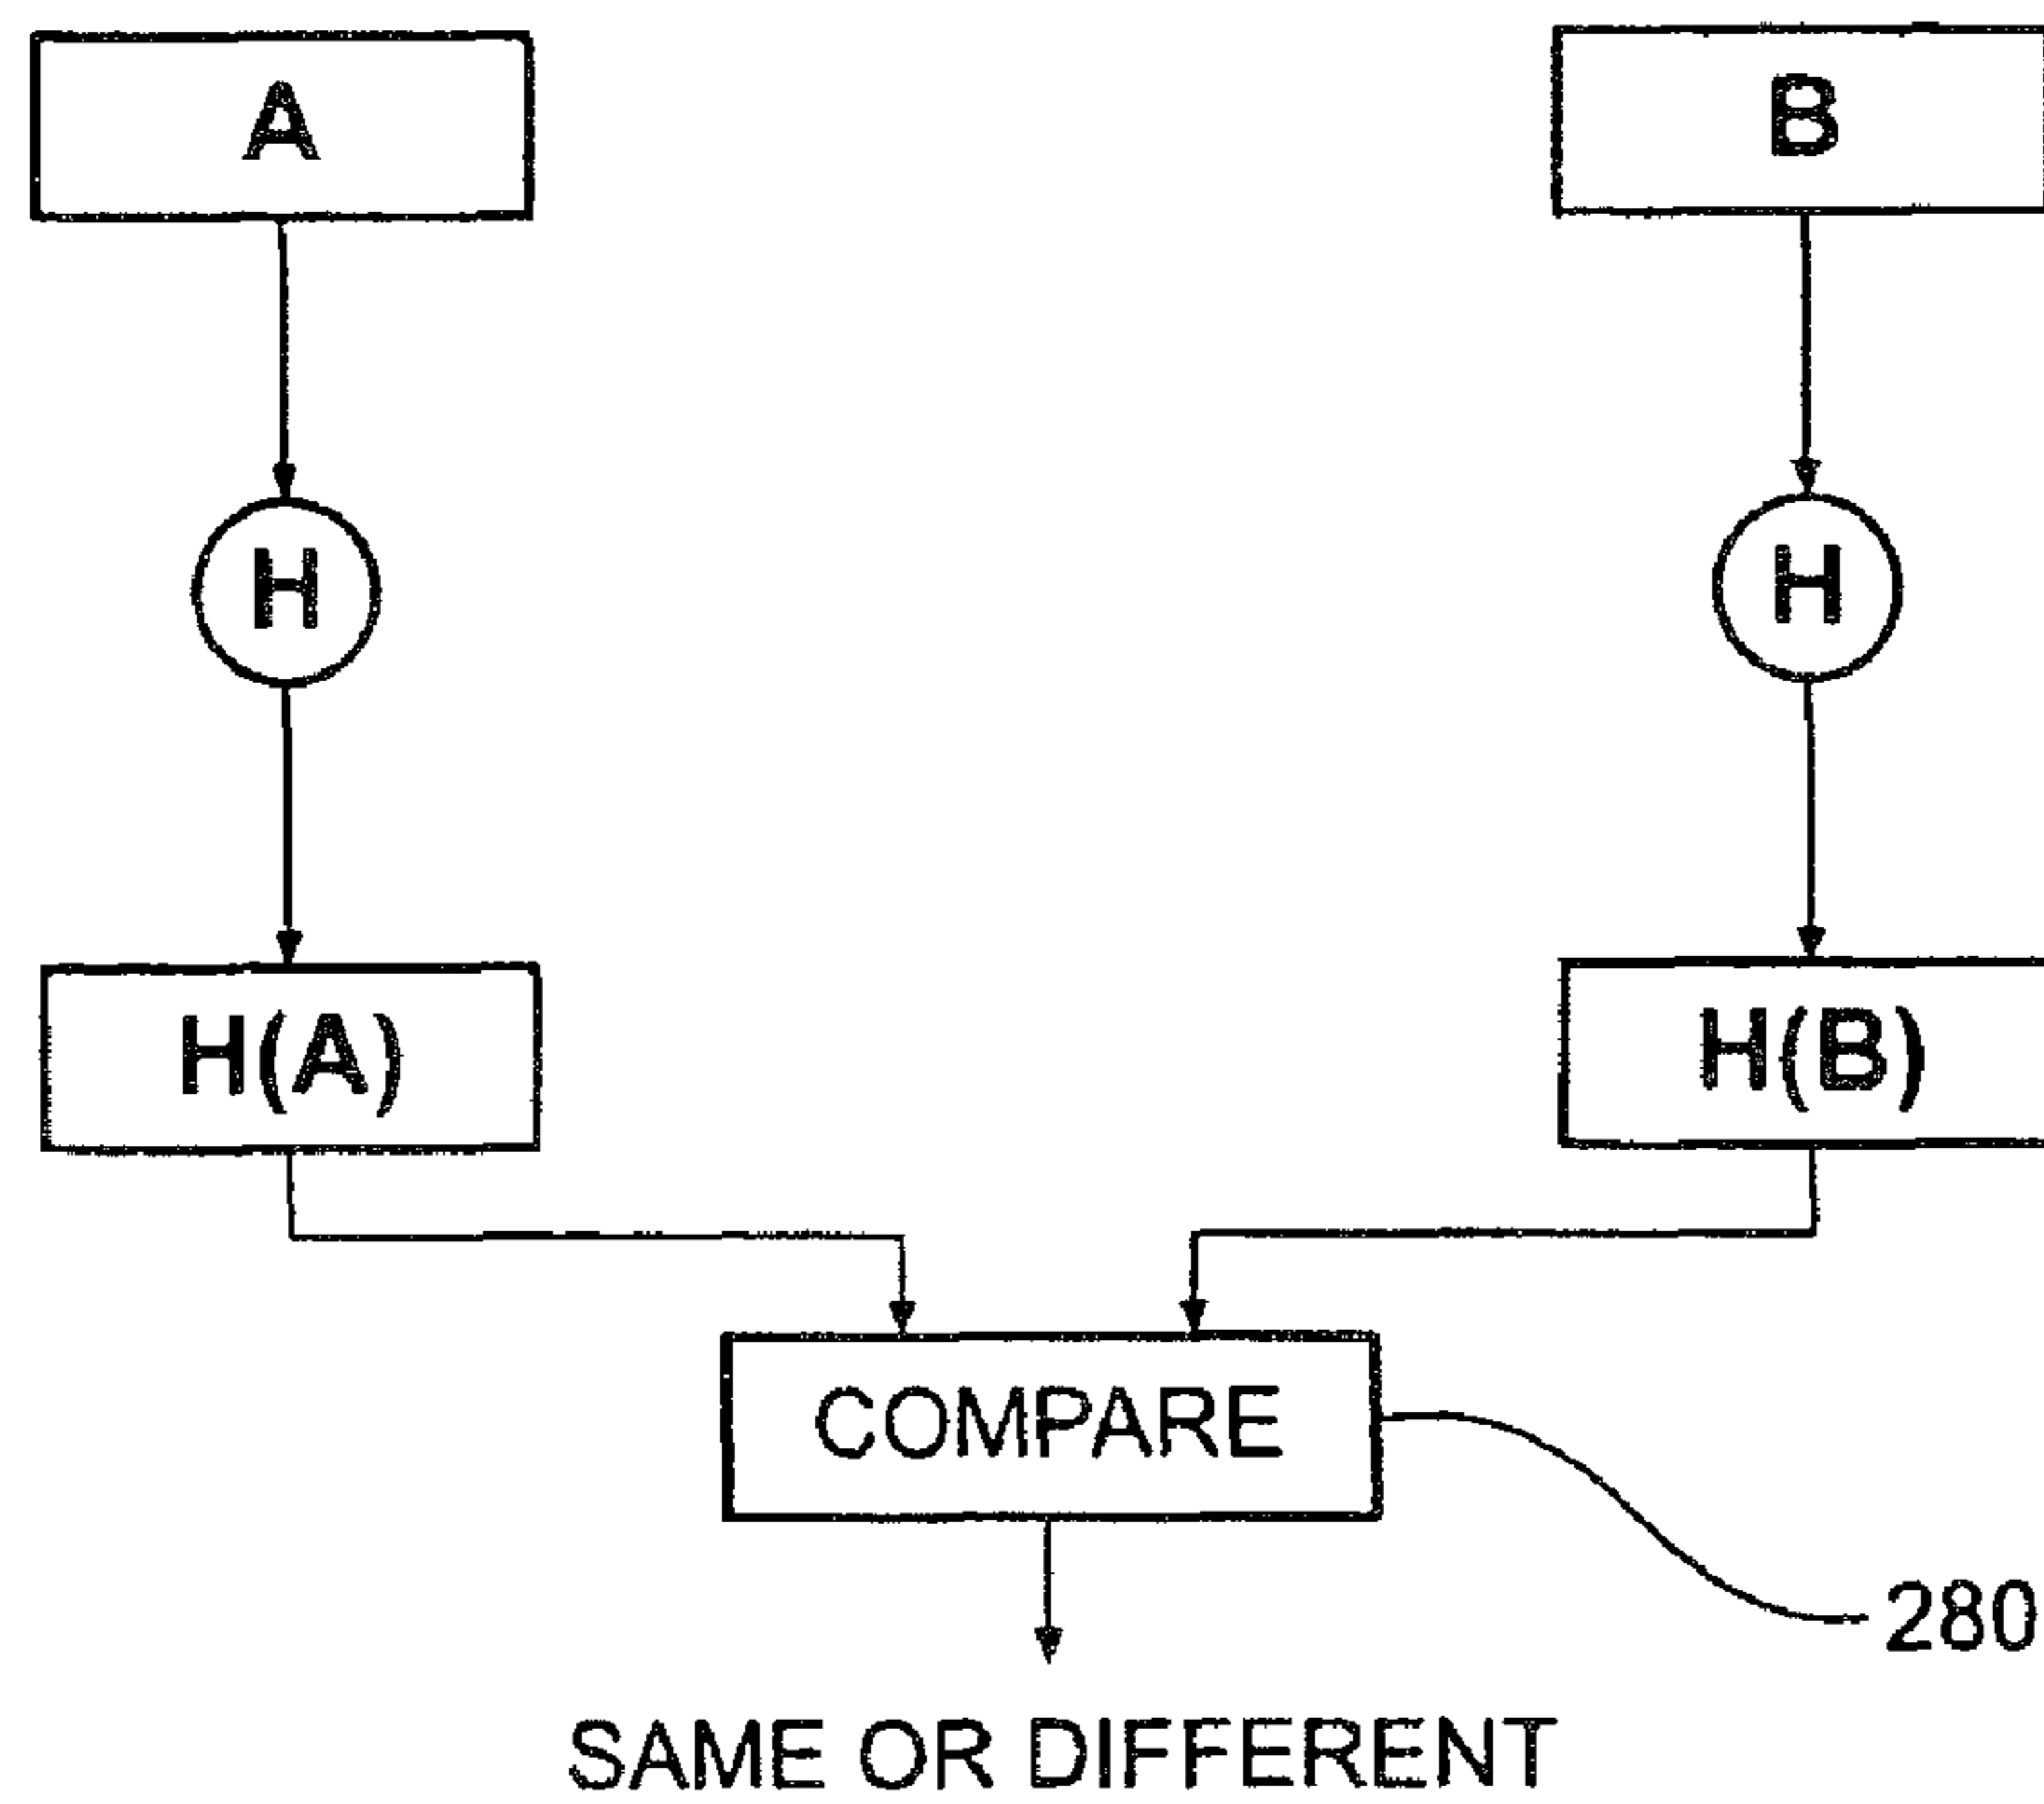 A
B
H
H
H(A)
H(B)
COMPARE
280
SAME OR DIFFERENT